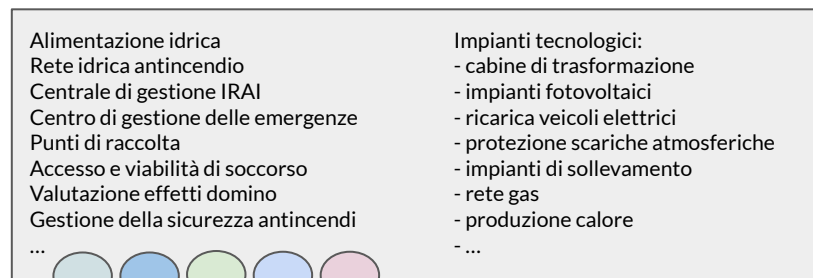 Alimentazione idrica
Rete idrica antincendio
Centrale di gestione IRAI
Centro di gestione delle emergenze
Punti di raccolta
Accesso e viabilità di soccorso
Valutazione effetti domino
Gestione della sicurezza antincendi
...
Impianti tecnologici:
- cabine di trasformazione
- impianti fotovoltaici
- ricarica veicoli elettrici
- protezione scariche atmosferiche
- impianti di sollevamento
- rete gas
- produzione calore
- ...